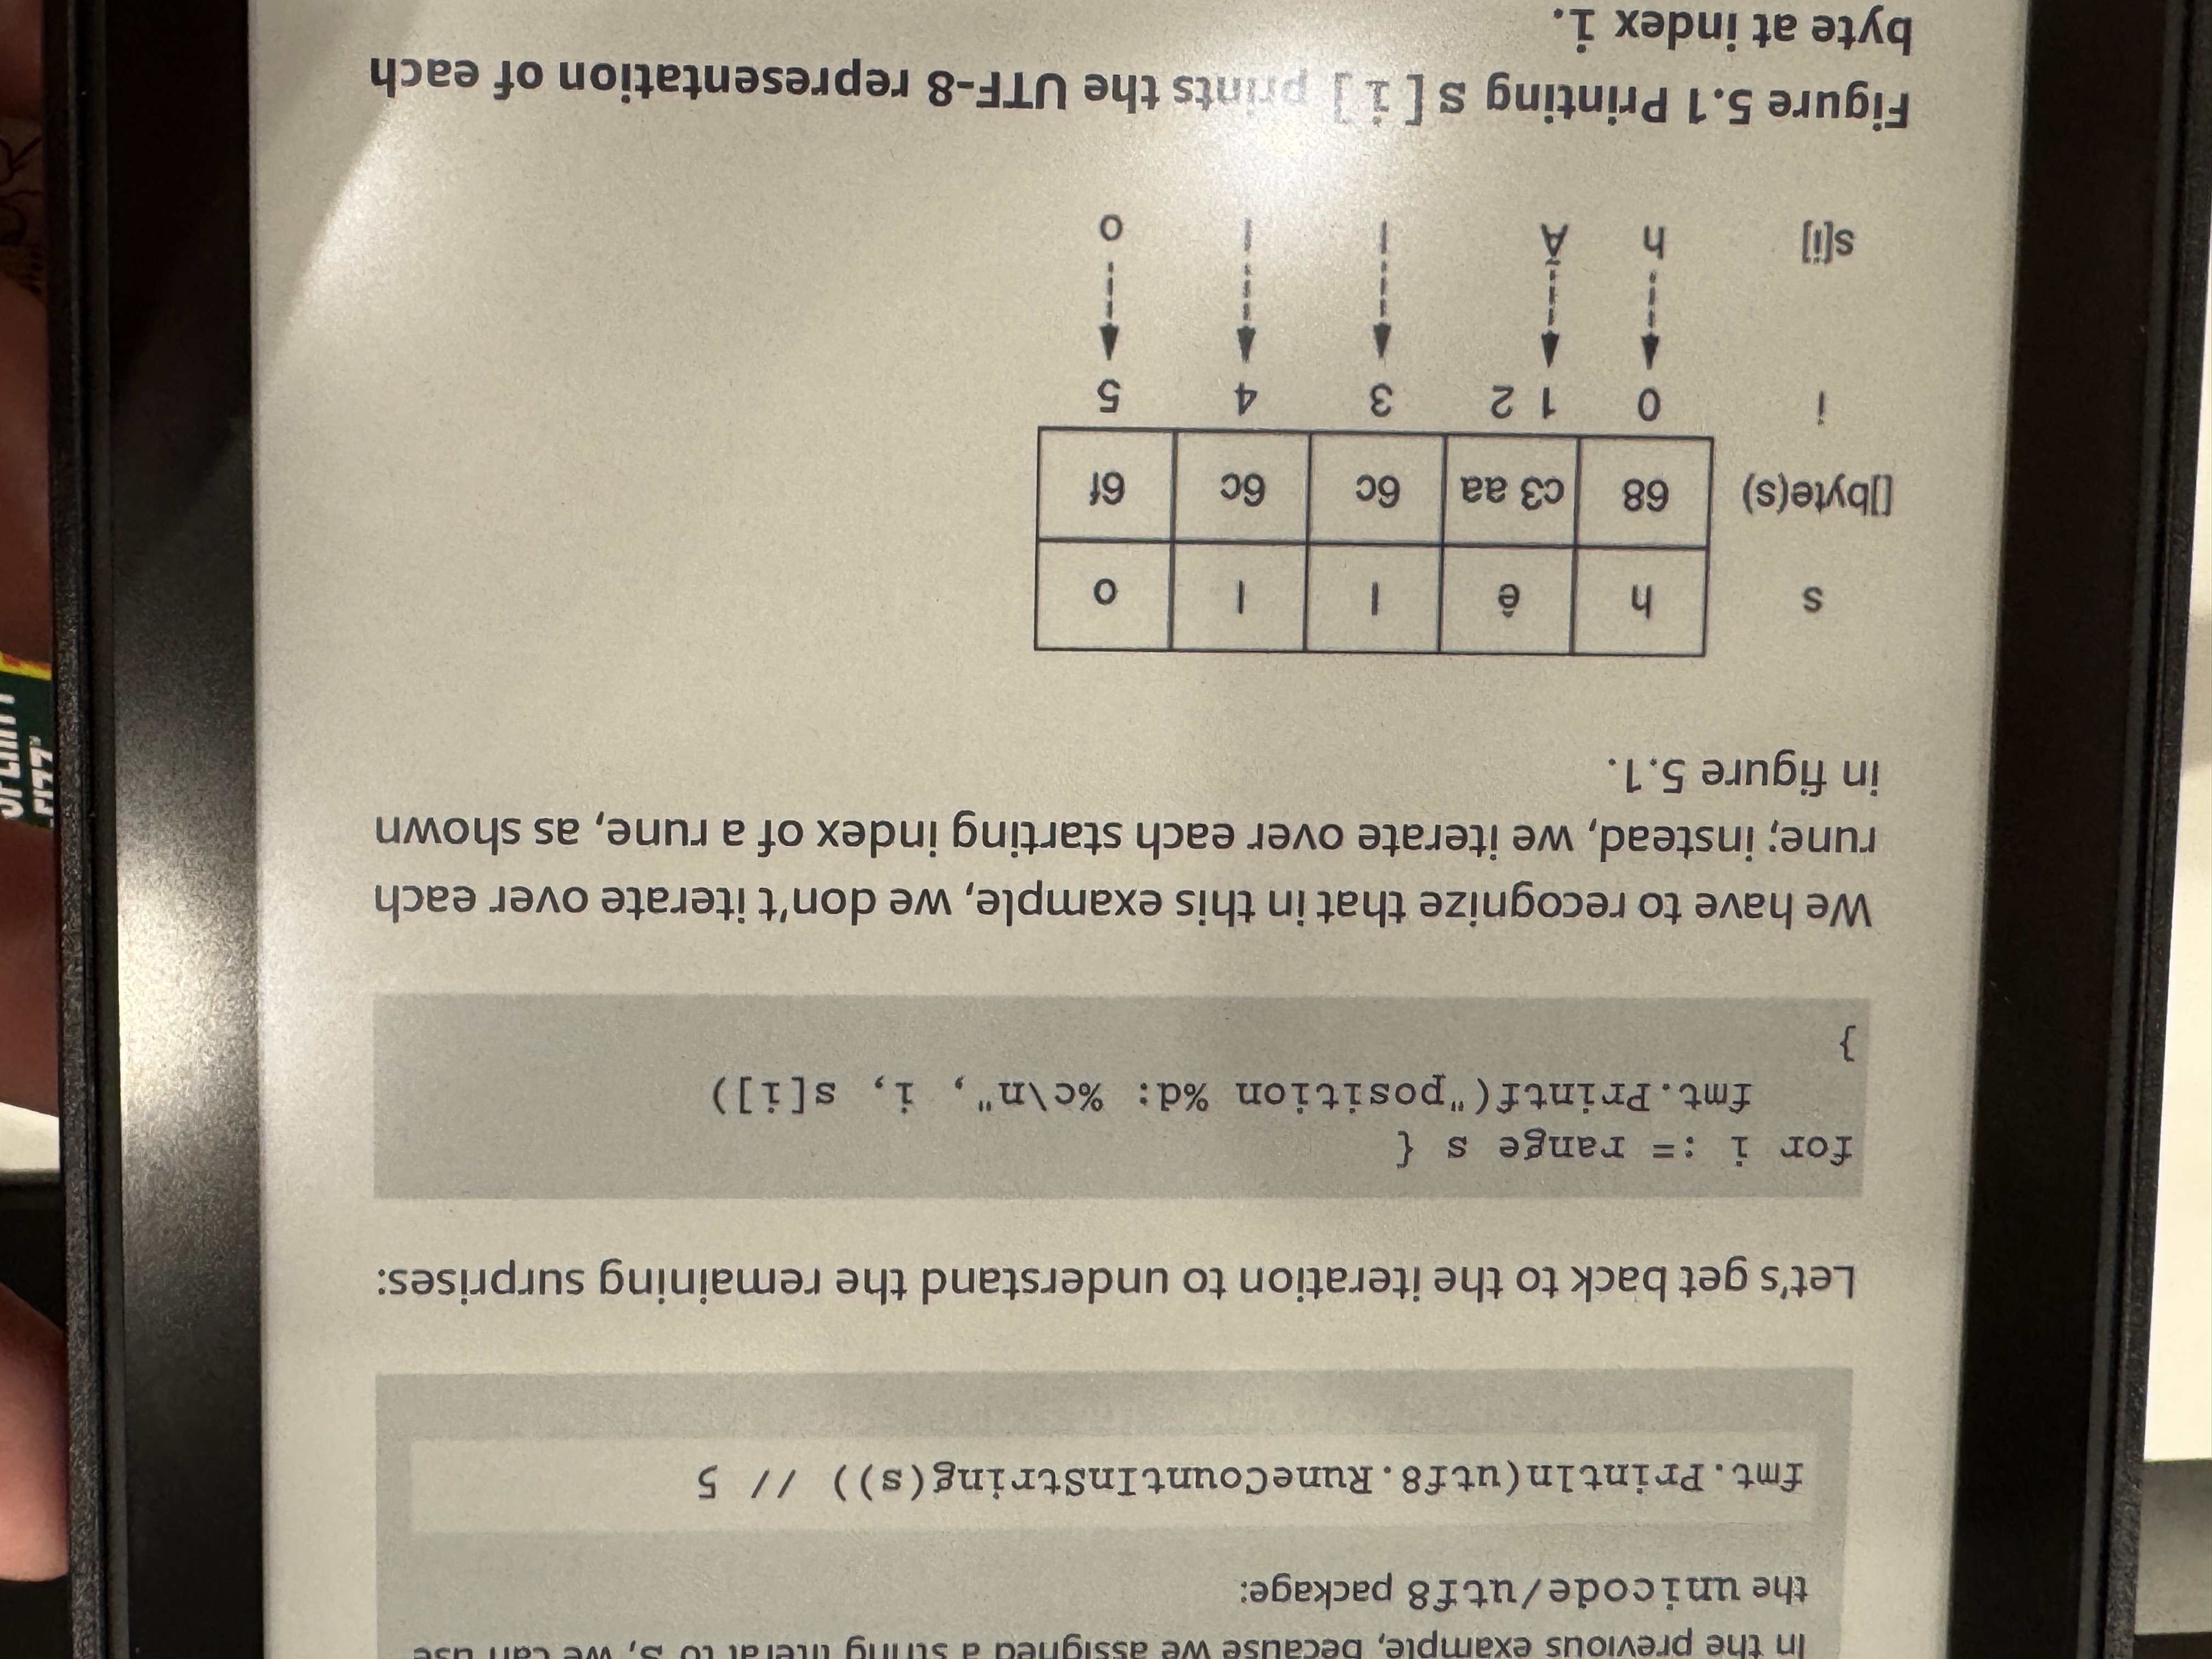 In the previous example, because we assigned a string literal to s, we can use
the unicode/utf8 package:
fmt.Println(utf8.RuneCountInString(s)) // 5
Let's get back to the iteration to understand the remaining surprises:
for i := range s {
    fmt.Printf("position %d: %c\n", i, s[i])
}
We have to recognize that in this example, we don't iterate over each
rune; instead, we iterate over each starting index of a rune, as shown
in figure 5.1.
s h ê l l o
[]byte(s) 68 c3 aa 6c 6c 6f
i 0 1 2 3 4 5
s[i] h Ã l l o
Figure 5.1 Printing s[i] prints the UTF-8 representation of each
byte at index i.